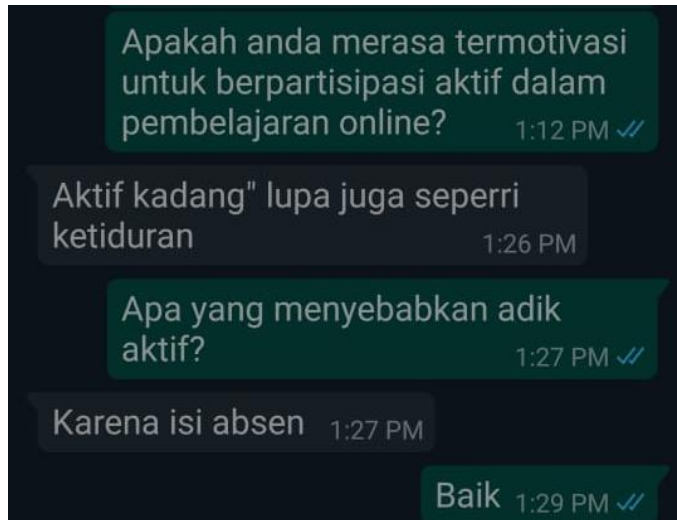 Apakah anda merasa termotivasi
untuk berpartisipasi aktif dalam
pembelajaran online? 1:12 PM
Aktif kadang" lupa juga seperri
ketiduran 1:26 PM
Apa yang menyebabkan adik
aktif? 1:27 PM
Karena isi absen 1:27 PM
Baik 1:29 PM